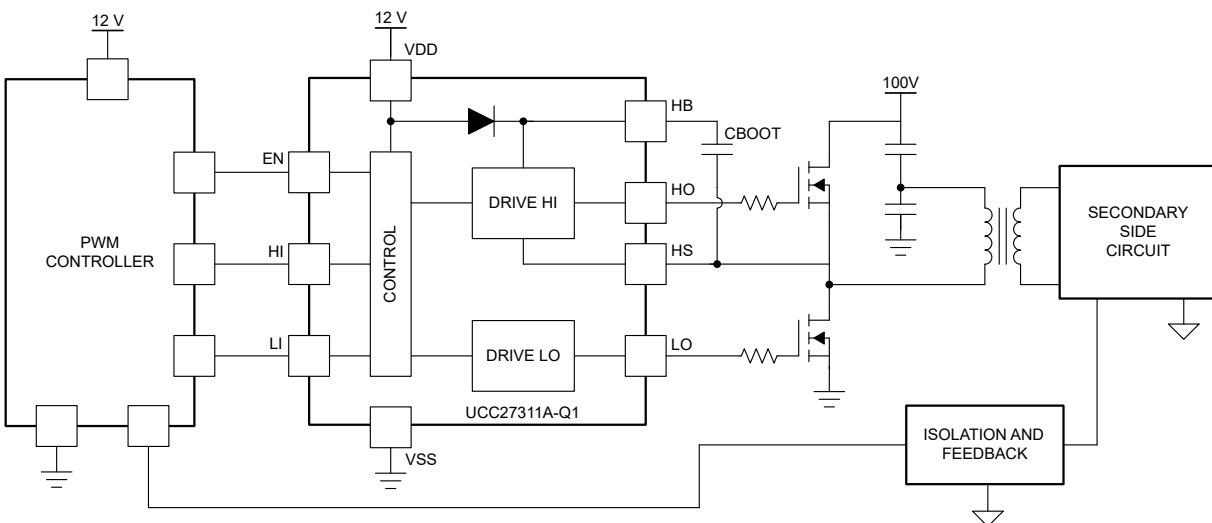 12 V
12 V
VDD
100V
HB
CBOOT
EN
HO
DRIVE HI
PWM
CONTROLLER
HI
CONTROL
HS
SECONDARY
SIDE
CIRCUIT
LI
DRIVE LO
LO
UCC27311A-Q1
VSS
ISOLATION AND
FEEDBACK